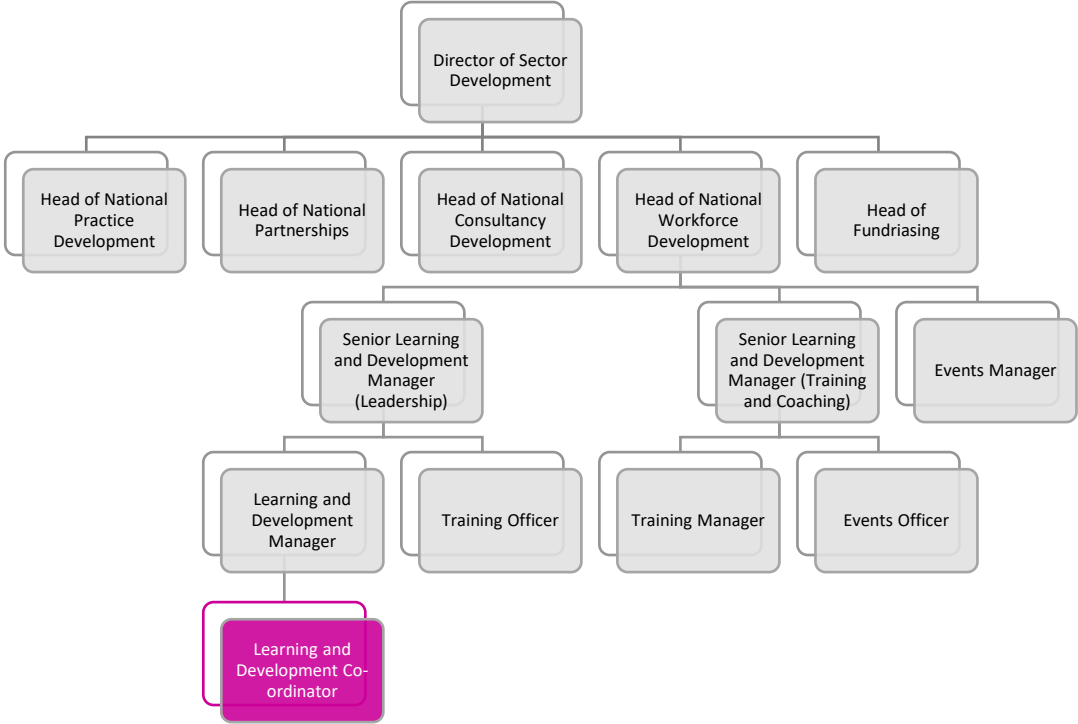 Director of Sector
Development
Head of National
Practice
Development
Head of National
Partnerships
Head of National
Consultancy
Development
Head of National
Workforce
Development
Head of
Fundriasing
Senior Learning
and Development
Manager
(Leadership)
Senior Learning
and Development
Manager (Training
and Coaching)
Events Manager
Learning and
Development
Manager
Training Officer
Training Manager
Events Officer
Learning and
Development Co-
ordinator